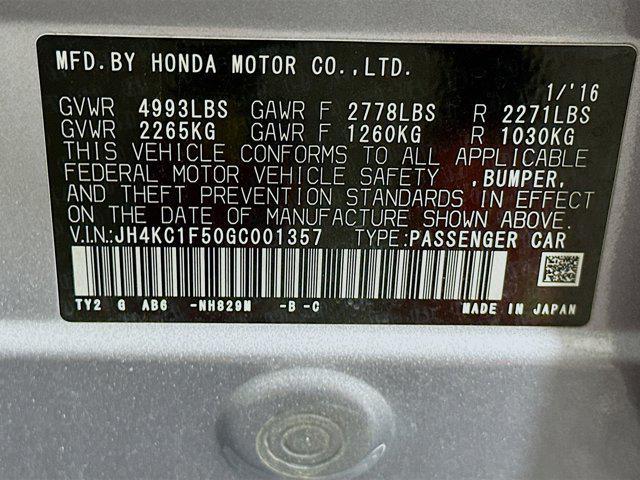 MFD.BY HONDA MOTOR CO.,LTD.
1/'16
GVWR 4993LBS GAWR F 2778LBS R 2271LBS
GVWR 2265KG GAWR F 1260KG R 1030KG
THIS VEHICLE CONFORMS TO ALL APPLICABLE
FEDERAL MOTOR VEHICLE SAFETY ,BUMPER,
AND THEFT PREVENTION STANDARDS IN EFFECT
ON THE DATE OF MANUFACTURE SHOWN ABOVE.
V.I.N:JH4KC1F50GC001357 TYPE:PASSENGER CAR
TY2 G AB6 -NH829M -B -C MADE IN JAPAN